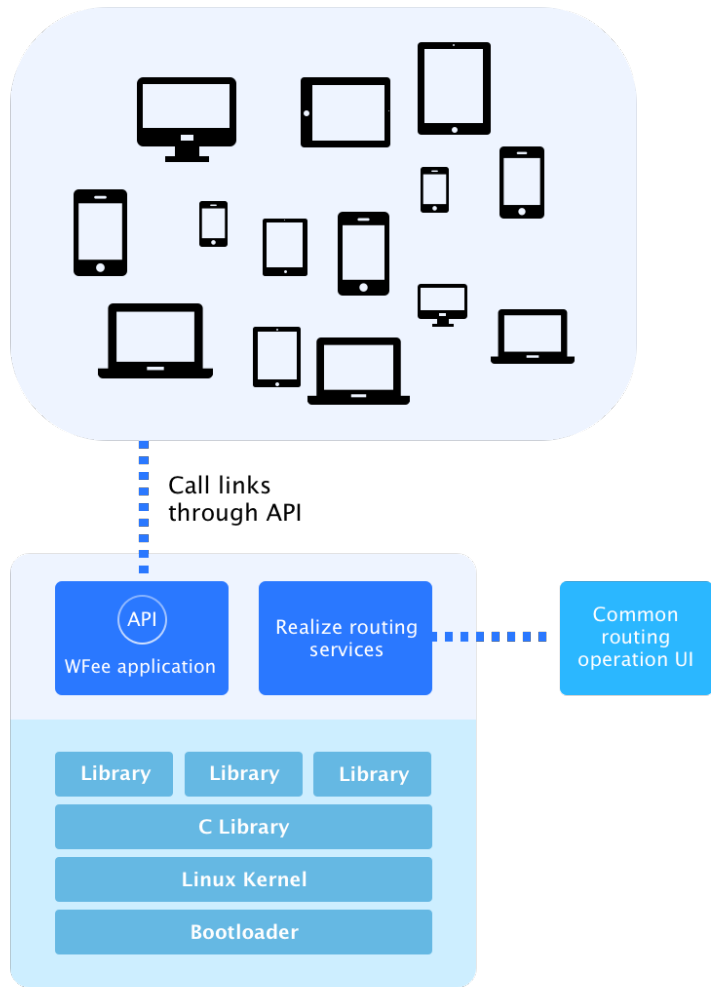 Call links
through API
API
WFee application
Realize routing
services
Common
routing
operation UI
Library
Library
Library
C Library
Linux Kernel
Bootloader